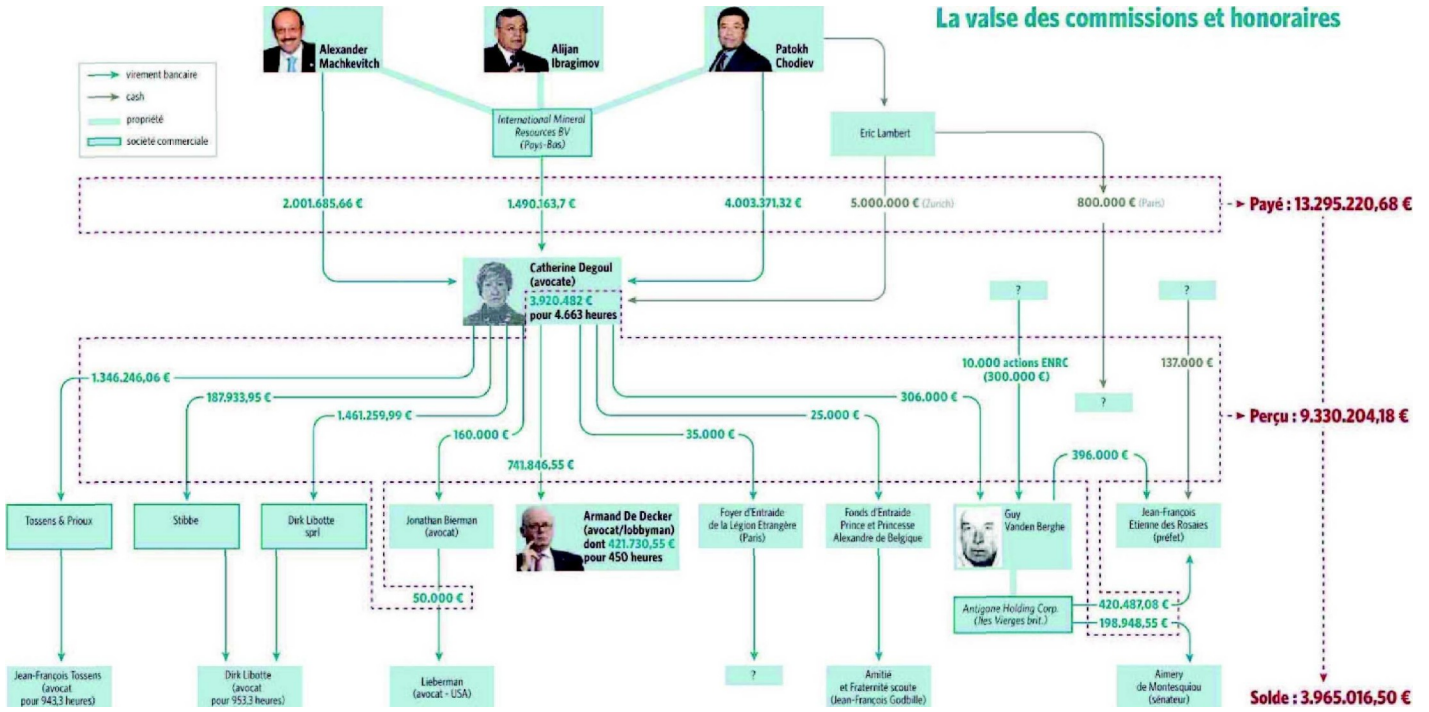 La valse des commissions et honoraires
Alexander
Machkevitch
Alijan
Ibragimov
Patokh
Chodiev
virement bancaire
cash
propriété
société commerciale
International Mineral
Resources BV
(Pays-Bas)
Eric Lambert
2.001.685,66 €
1.490.163,7 €
4.003.371,32 €
5.000.000 € (Zurich)
800.000 € (Paris)
Payé : 13.295.220,68 €
Catherine Degoul
(avocate)
3.920.482 €
pour 4.663 heures
?
?
10.000 actions ENRC
(300.000 €)
137.000 €
1.346.246,06 €
187.933,95 €
1.461.259,99 €
160.000 €
741.846,55 €
35.000 €
25.000 €
306.000 €
?
Perçu : 9.330.204,18 €
396.000 €
Tossens & Prioux
Stibbe
Dirk Libotte
sprl
Jonathan Bierman
(avocat)
Armand De Decker
(avocat/lobbyman)
dont 421.730,55 €
pour 450 heures
Foyer d'Entraide
de la Légion Etrangère
(Paris)
Fonds d'Entraide
Prince et Princesse
Alexandre de Belgique
Guy
Vanden Berghe
Jean-François
Etienne des Rosaies
(préfet)
50.000 €
Antigone Holding Corp.
(Iles Vierges brit.)
420.487,08 €
198.948,55 €
Jean-François Tossens
(avocat
pour 943,3 heures)
Dirk Libotte
(avocat
pour 953,3 heures)
Lieberman
(avocat - USA)
?
Amitié
et Fraternité scoute
(Jean-François Godbille)
Aimery
de Montesquiou
(sénateur)
Solde : 3.965.016,50 €